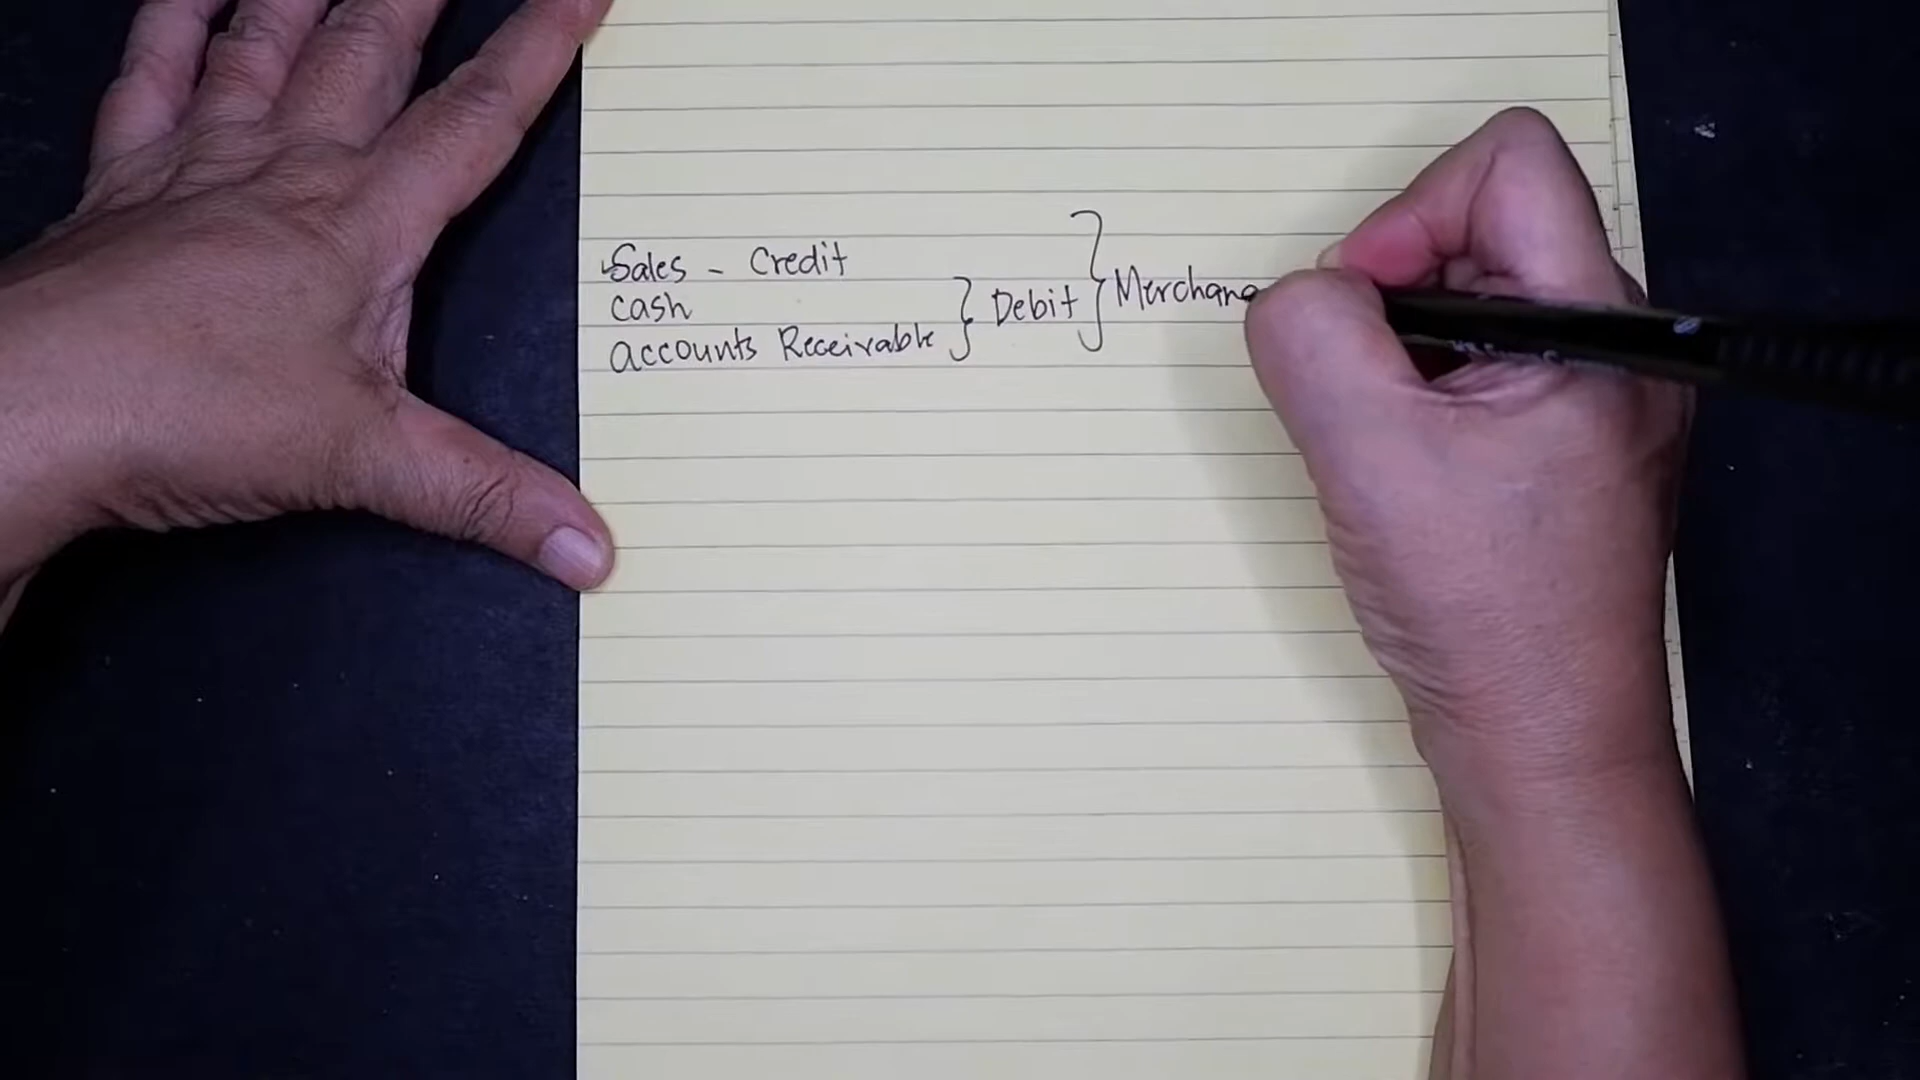 Sales - Credit
cash
accounts Receivable } Debit } Merchan